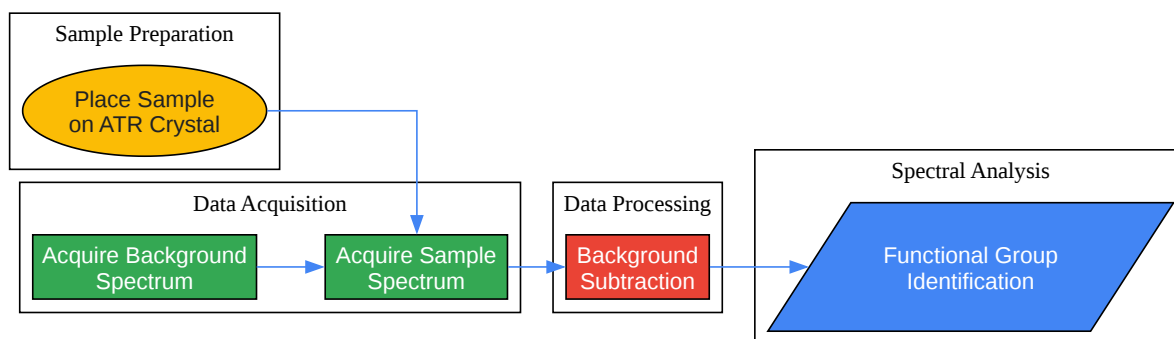 Sample Preparation
Place Sample
on ATR Crystal
Data Acquisition
Acquire Background
Spectrum
Acquire Sample
Spectrum
Data Processing
Background
Subtraction
Spectral Analysis
Functional Group
Identification